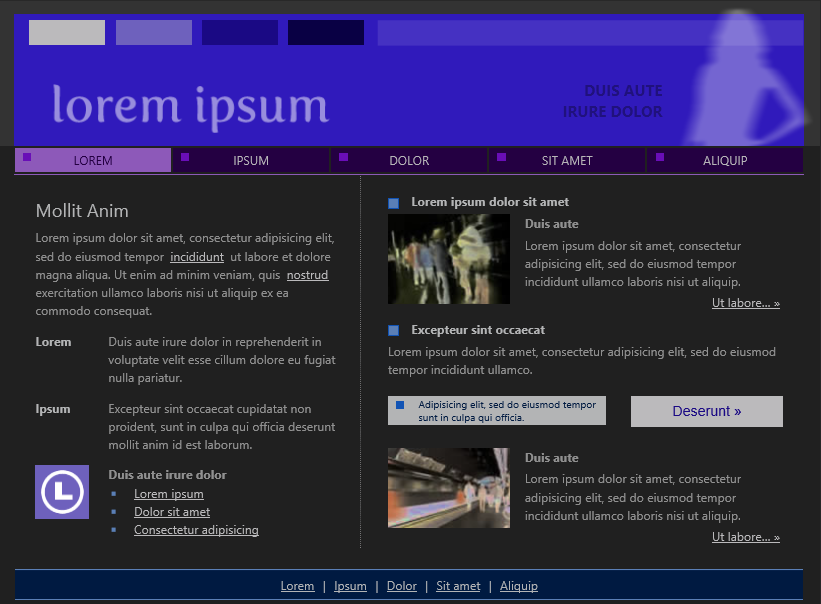 lorem ipsum
DUIS AUTE
IRURE DOLOR
LOREM
IPSUM
DOLOR
SIT AMET
ALIQUIP
Mollit Anim
Lorem ipsum dolor sit amet, consectetur adipisicing elit,
sed do eiusmod tempor incididunt ut labore et dolore
magna aliqua. Ut enim ad minim veniam, quis nostrud
exercitation ullamco laboris nisi ut aliquip ex ea
commodo consequat.
Lorem
Duis aute irure dolor in reprehenderit in
voluptate velit esse cillum dolore eu fugiat
nulla pariatur.
Ipsum
Excepteur sint occaecat cupidatat non
proident, sunt in culpa qui officia deserunt
mollit anim id est laborum.
L
Duis aute irure dolor
Lorem ipsum
Dolor sit amet
Consectetur adipisicing
Lorem ipsum dolor sit amet
Duis aute
Lorem ipsum dolor sit amet, consectetur
adipisicing elit, sed do eiusmod tempor
incididunt ut labore laboris nisi ut aliquip.
Ut labore... »
Excepteur sint occaecat
Lorem ipsum dolor sit amet, consectetur adipisicing elit, sed do eiusmod
tempor incididunt ullamco.
Adipisicing elit, sed do eiusmod tempor
sunt in culpa qui officia.
Deserunt »
Duis aute
Lorem ipsum dolor sit amet, consectetur
adipisicing elit, sed do eiusmod tempor
incididunt ullamco laboris nisi ut aliquip.
Ut labore... »
Lorem | Ipsum | Dolor | Sit amet | Aliquip